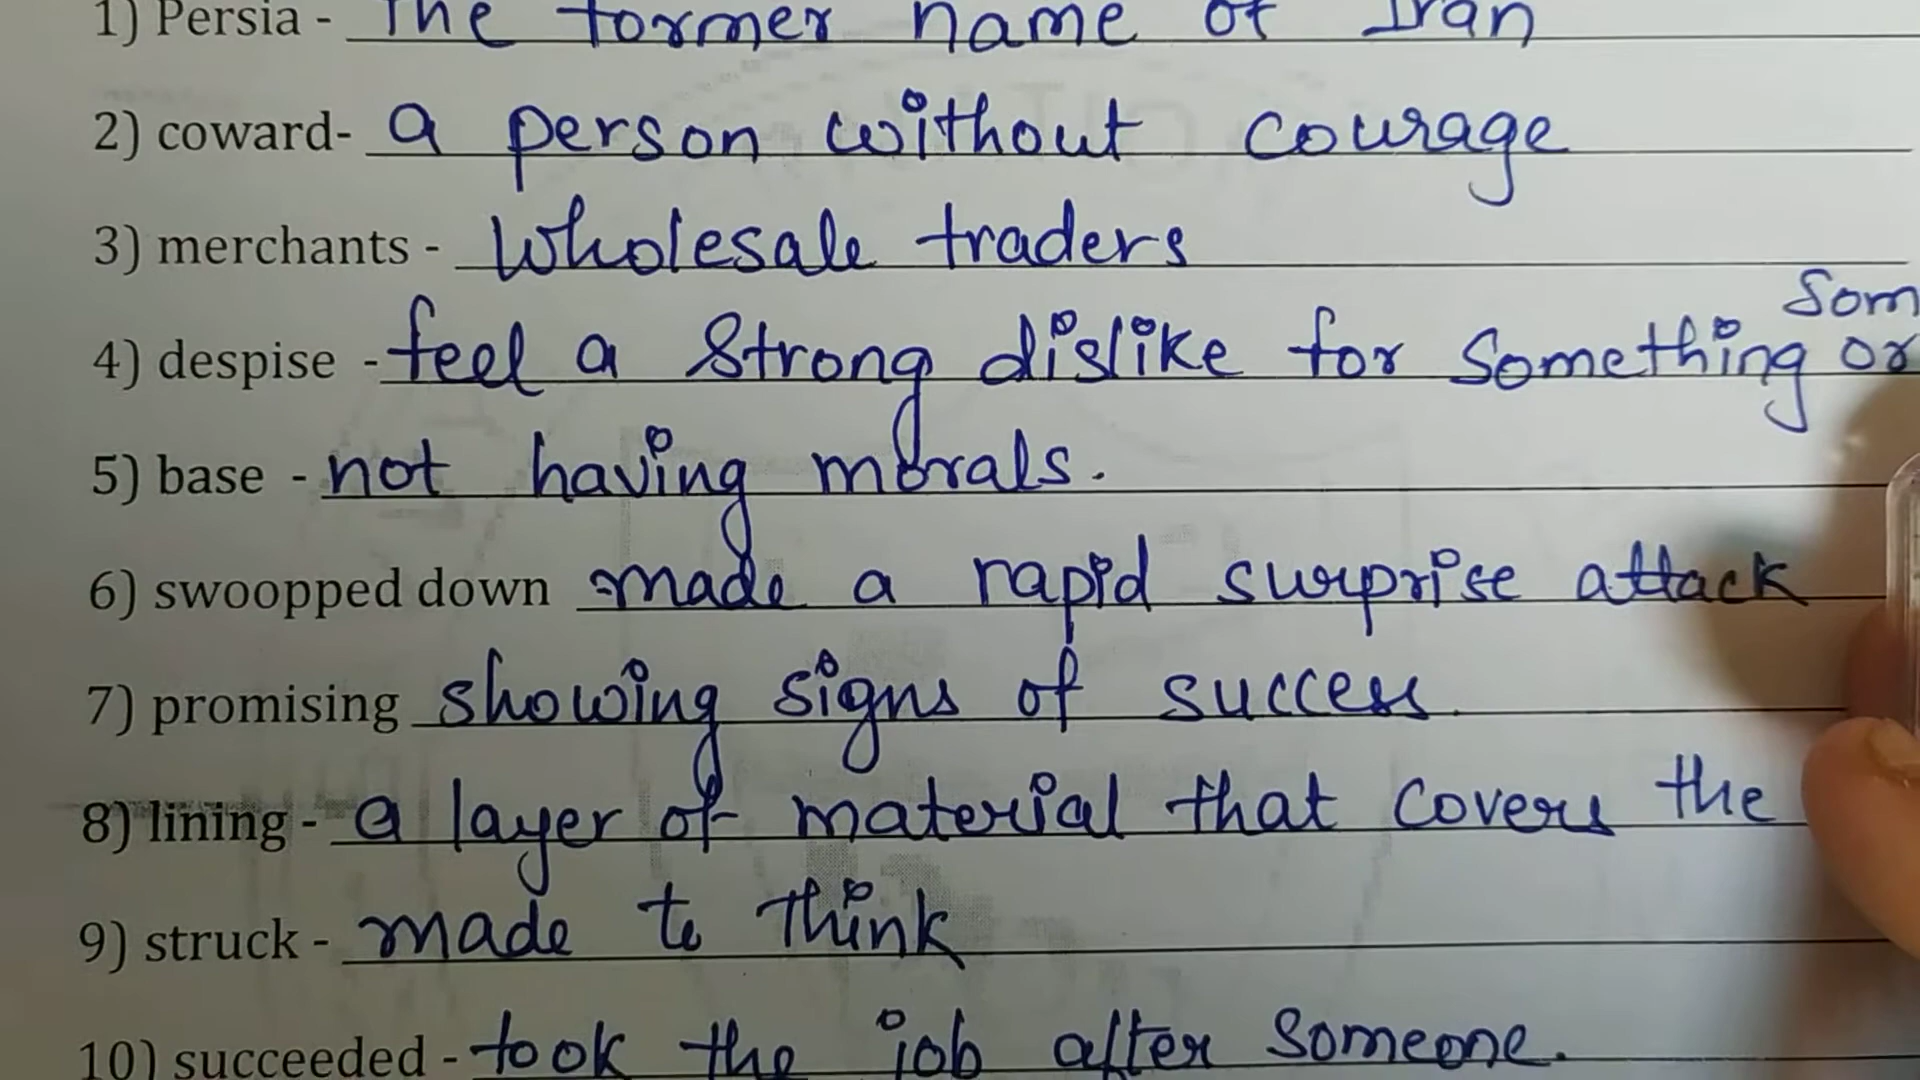 1) Persia - The former name of Iran
2) coward- a person without courage
3) merchants - Wholesale traders
Som
4) despise - feel a strong dislike for something or
5) base - not having morals.
6) swoopped down - made a rapid surprise attack
7) promising showing signs of success.
8) lining - a layer of material that covers the
9) struck - made to think
10) succeeded - took the job after someone.